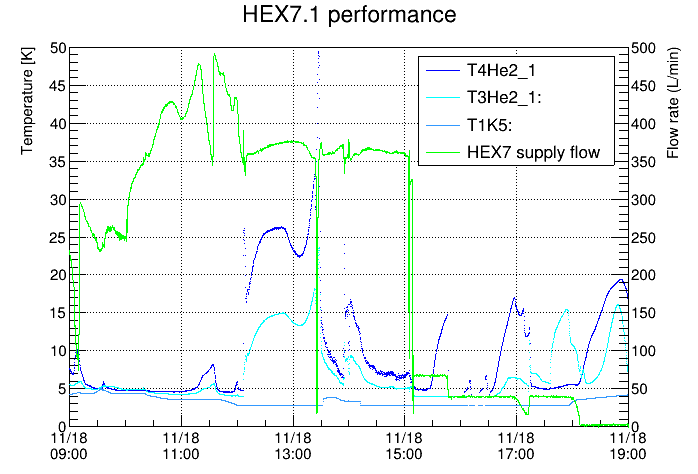 HEX7.1 performance
Temperature [K]
Flow rate (L/min)
50
45
40
35
30
25
20
15
10
5
0
500
450
400
350
300
250
200
150
100
50
0
T4He2_1
T3He2_1:
T1K5:
HEX7 supply flow
11/18 11/18 11/18 11/18 11/18 11/18
09:00 11:00 13:00 15:00 17:00 19:00